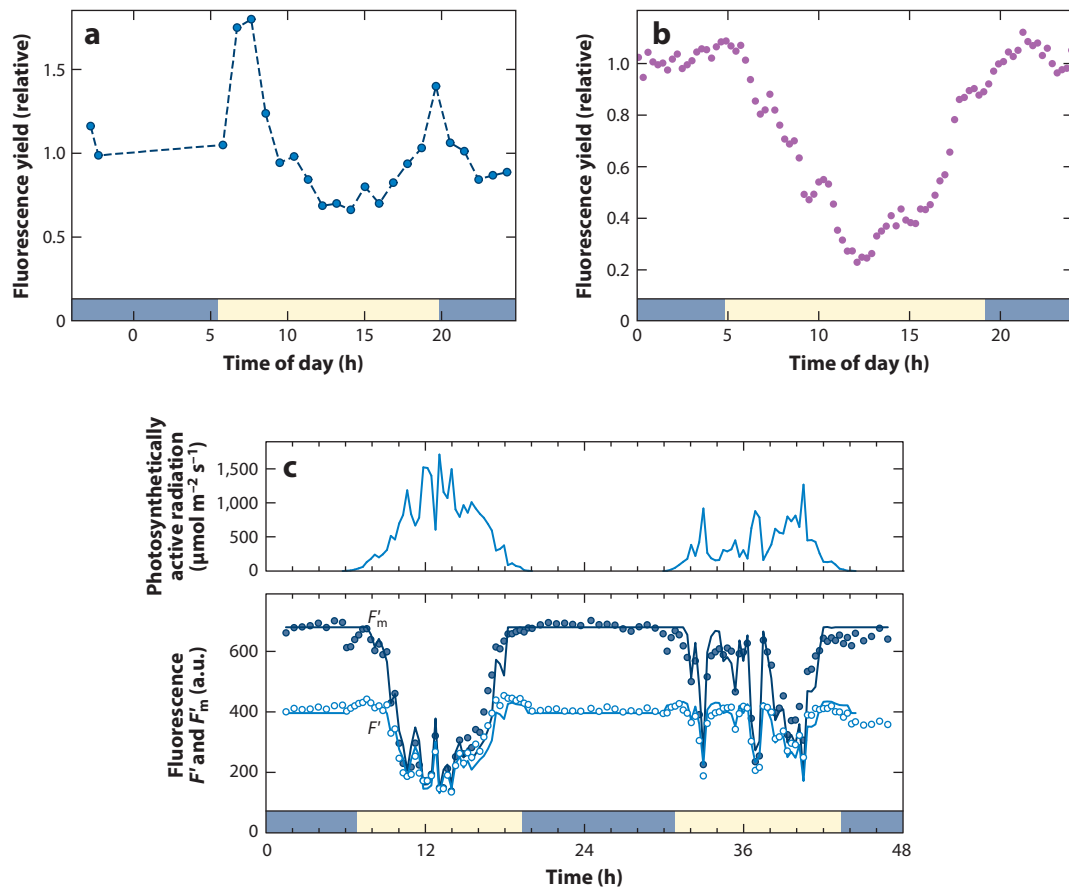 a
Fluorescence yield (relative)
1.5
1.0
0.5
0
0 5 10 15 20
Time of day (h)
b
Fluorescence yield (relative)
1.0
0.8
0.6
0.4
0.2
0 5 10 15 20
Time of day (h)
c
Photosynthetically
active radiation
(μmol m⁻² s⁻¹)
1,500
1,000
500
0
F′m
F′
Fluorescence
F′ and F′m (a.u.)
600
400
200
0
0 12 24 36 48
Time (h)